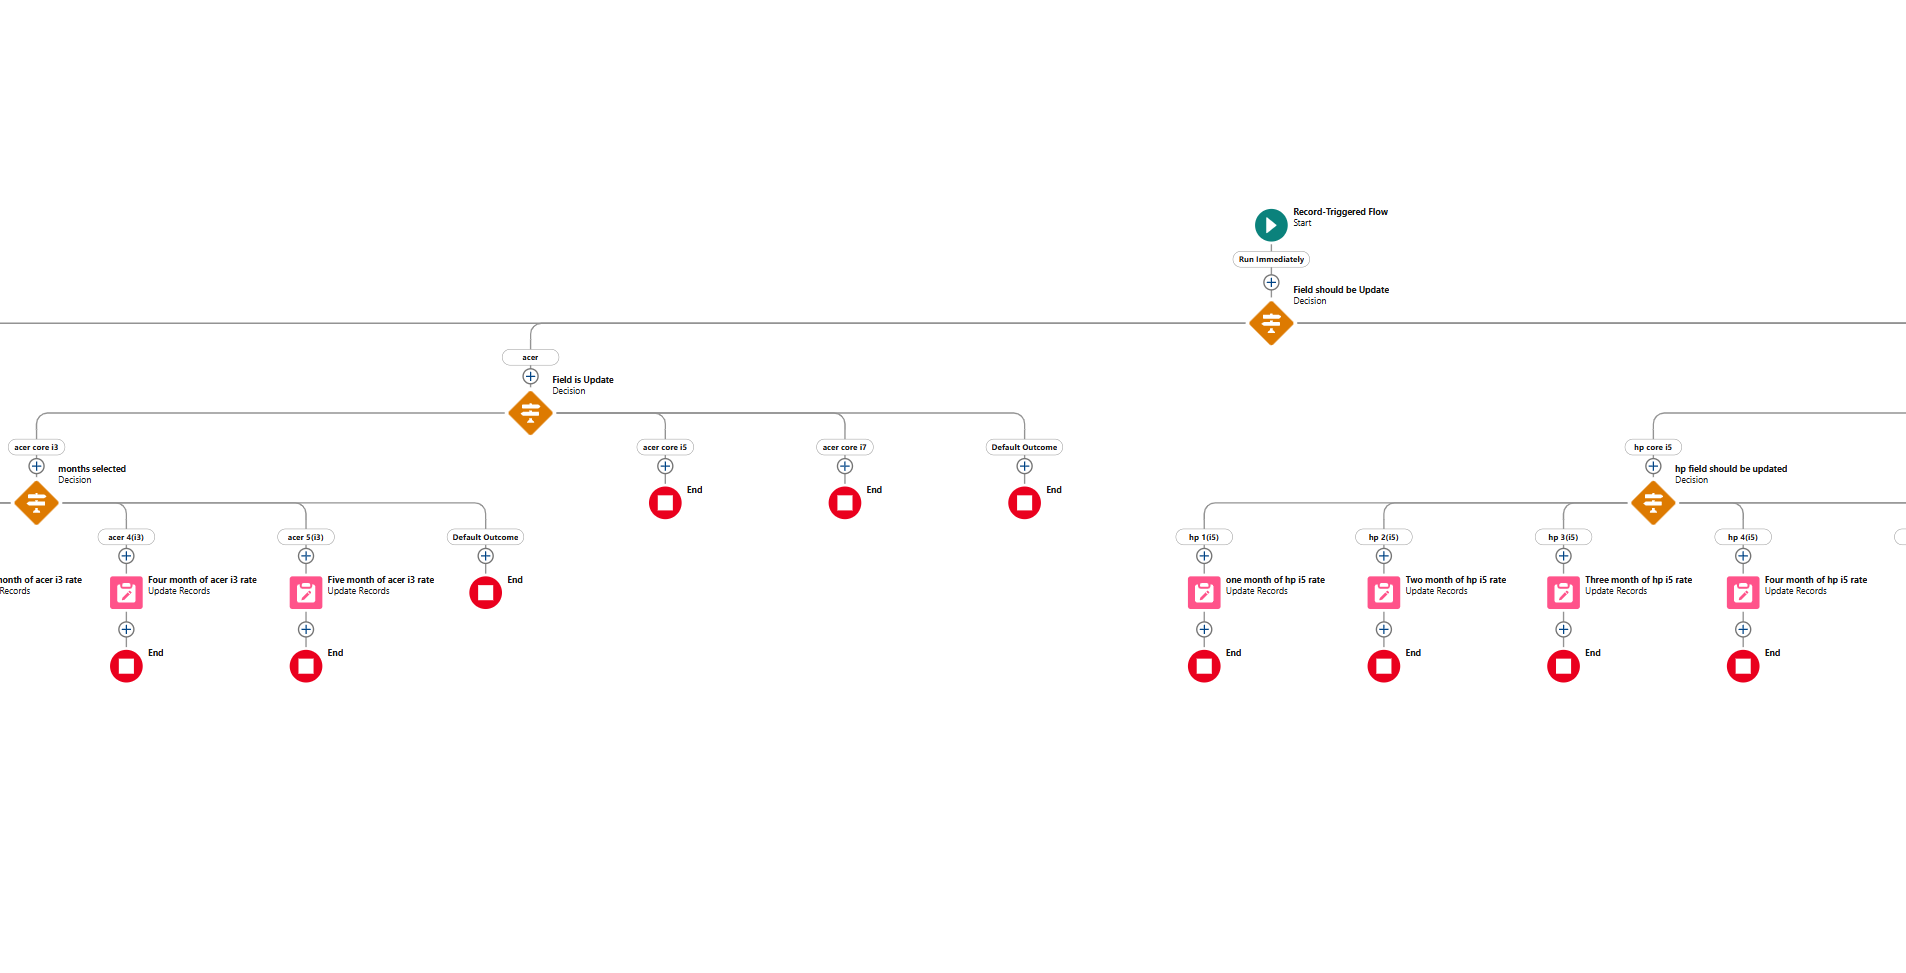 Record-Triggered Flow
Start
Run Immediately
Field should be Update
Decision
acer
Field is Update
Decision
acer core i3
acer core i5
acer core i7
Default Outcome
hp core i5
months selected
Decision
End
End
End
hp field should be updated
Decision
acer 4(i3)
acer 5(i3)
Default Outcome
hp 1(i5)
hp 2(i5)
hp 3(i5)
hp 4(i5)
of acer i3 rate
Records
Four month of acer i3 rate
Update Records
Five month of acer i3 rate
Update Records
End
one month of hp i5 rate
Update Records
Two month of hp i5 rate
Update Records
Three month of hp i5 rate
Update Records
Four month of hp i5 rate
Update Records
End
End
End
End
End
End